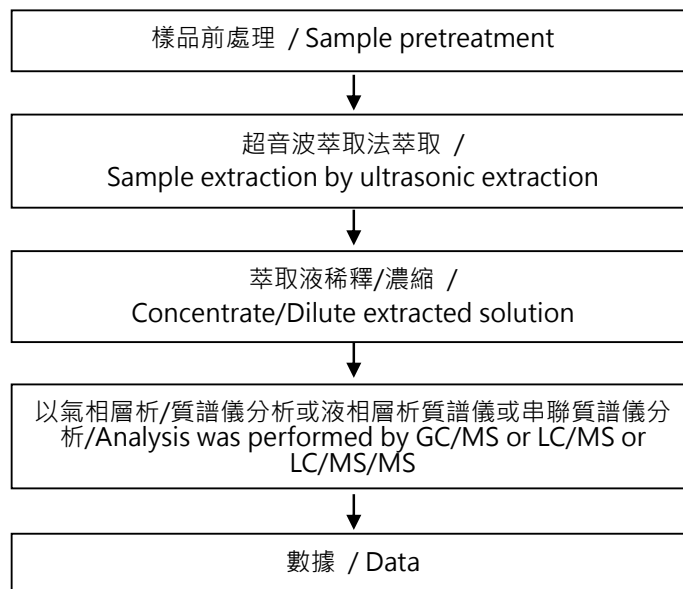 樣品前處理 / Sample pretreatment
超音波萃取法萃取 /
Sample extraction by ultrasonic extraction
萃取液稀釋/濃縮 /
Concentrate/Dilute extracted solution
以氣相層析/質譜儀分析或液相層析質譜儀或串聯質譜儀分
析/Analysis was performed by GC/MS or LC/MS or
LC/MS/MS
數據 / Data